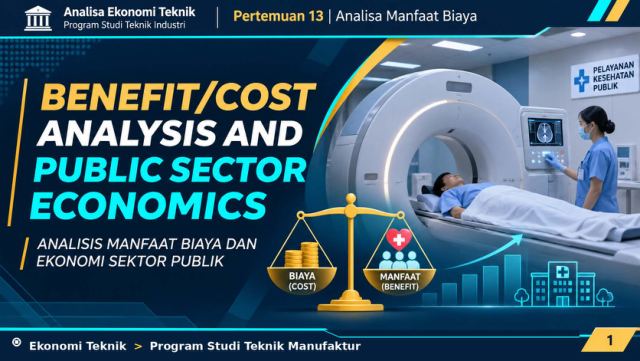 Analisa Ekonomi Teknik
Program Studi Teknik Industri
Pertemuan 13 | Analisa Manfaat Biaya
BENEFIT/COST
ANALYSIS AND
PUBLIC SECTOR
ECONOMICS
ANALISIS MANFAAT BIAYA DAN
EKONOMI SEKTOR PUBLIK
PELAYANAN
KESEHATAN
PUBLIK
BIAYA
(COST)
MANFAAT
(BENEFIT)
Ekonomi Teknik > Program Studi Teknik Manufaktur
1